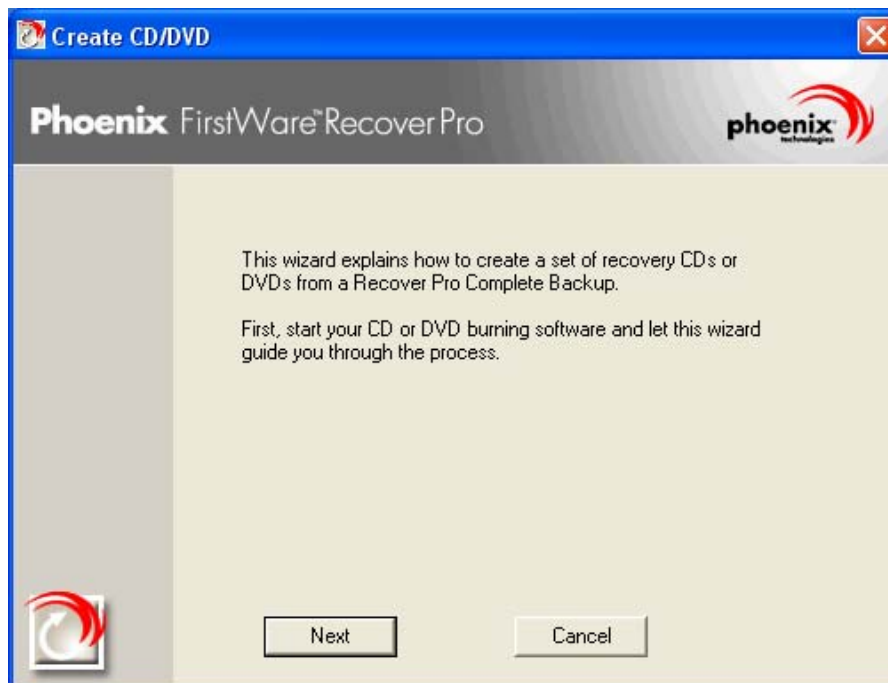 Create CD/DVD
Phoenix FirstWare™ Recover Pro
phoenix
technologies
This wizard explains how to create a set of recovery CDs or
DVDs from a Recover Pro Complete Backup.
First, start your CD or DVD burning software and let this wizard
guide you through the process.
Next
Cancel